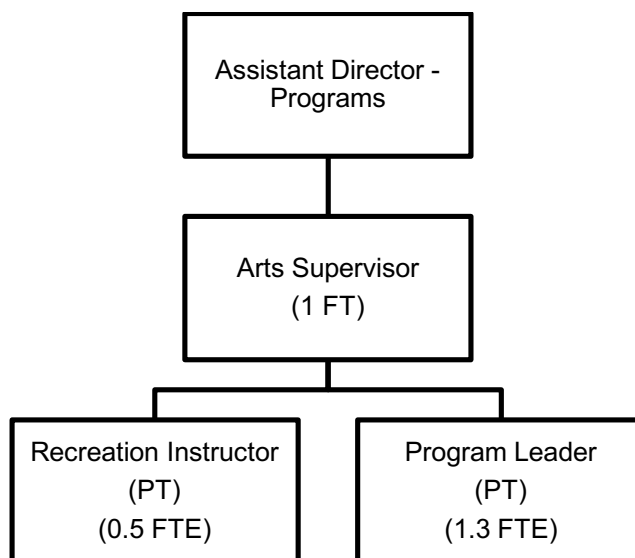 Assistant Director -
Programs
Arts Supervisor
(1 FT)
Recreation Instructor
(PT)
(0.5 FTE)
Program Leader
(PT)
(1.3 FTE)